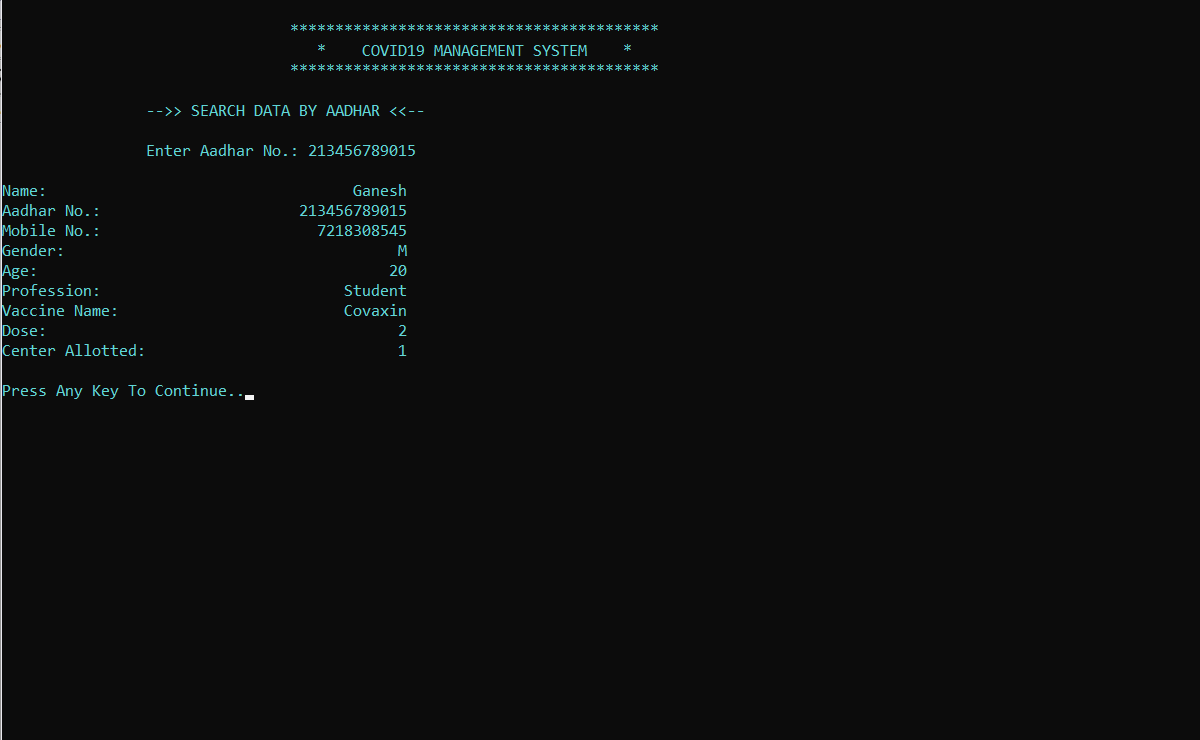 *****************************************
* COVID19 MANAGEMENT SYSTEM *
*****************************************
-->> SEARCH DATA BY AADHAR <<--
Enter Aadhar No.: 213456789015
Name: Ganesh
Aadhar No.: 213456789015
Mobile No.: 7218308545
Gender: M
Age: 20
Profession: Student
Vaccine Name: Covaxin
Dose: 2
Center Allotted: 1
Press Any Key To Continue..